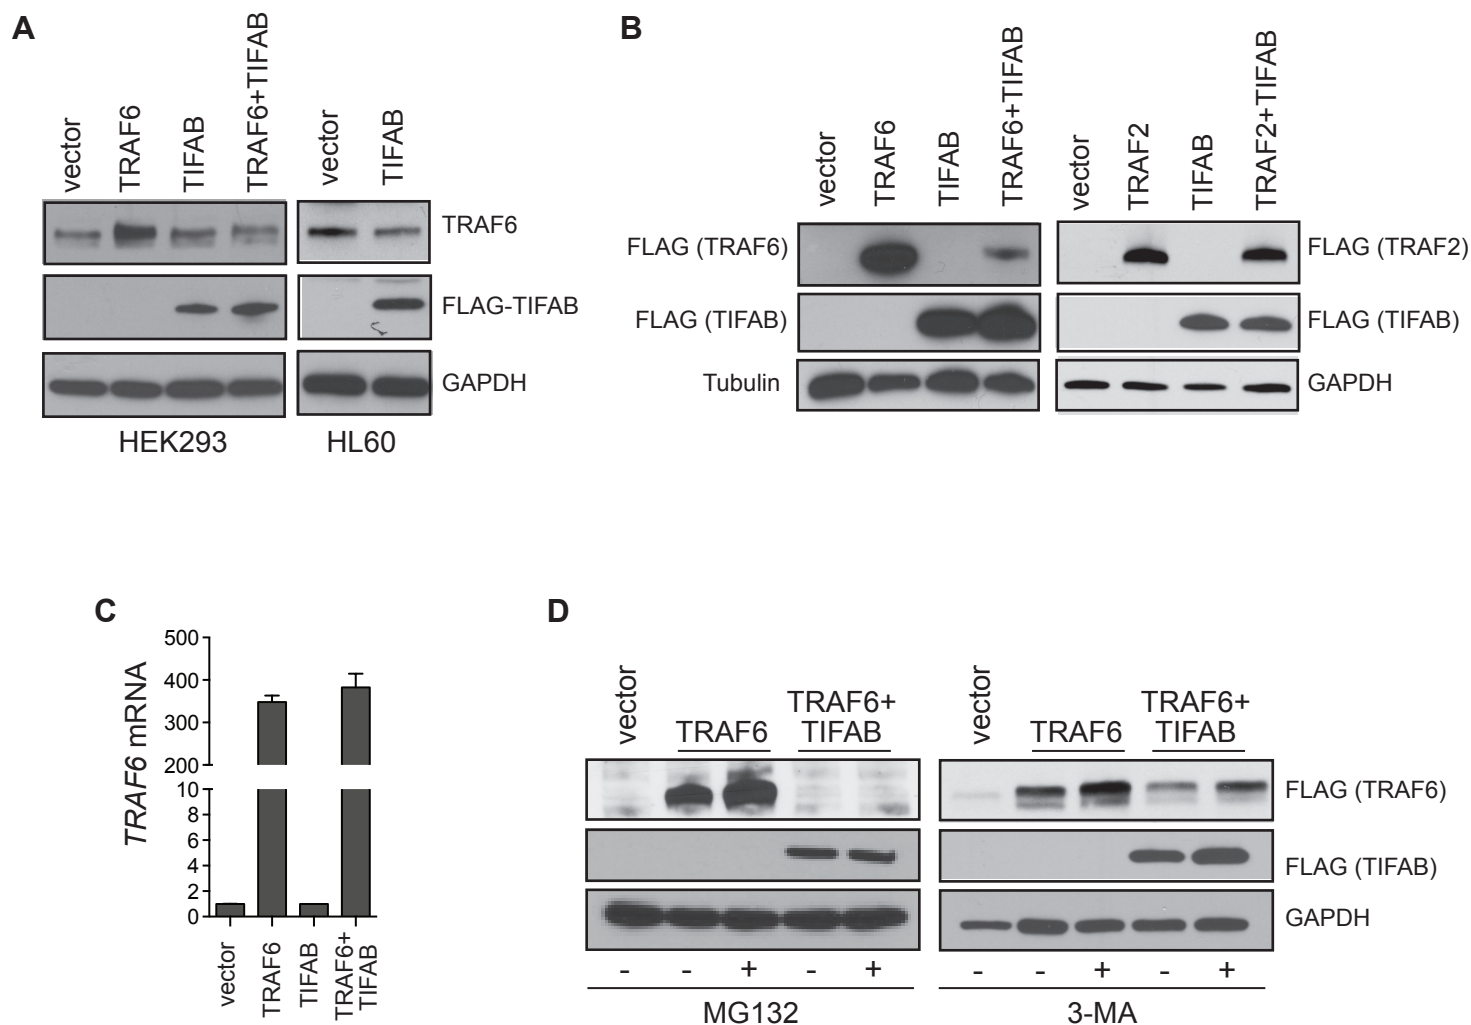 A
vector
TRAF6
TIFAB
TRAF6+TIFAB
vector
TIFAB
TRAF6
FLAG-TIFAB
GAPDH
HEK293
HL60
B
vector
TRAF6
TIFAB
TRAF6+TIFAB
vector
TRAF2
TIFAB
TRAF2+TIFAB
FLAG (TRAF6)
FLAG (TRAF2)
FLAG (TIFAB)
FLAG (TIFAB)
Tubulin
GAPDH
C
TRAF6 mRNA
500
400
300
200
10
8
6
4
2
0
vector
TRAF6
TIFAB
TRAF6+
TIFAB
D
vector
TRAF6
TRAF6+
TIFAB
vector
TRAF6
TRAF6+
TIFAB
FLAG (TRAF6)
FLAG (TIFAB)
GAPDH
- - + - +
- - + - +
MG132
3-MA